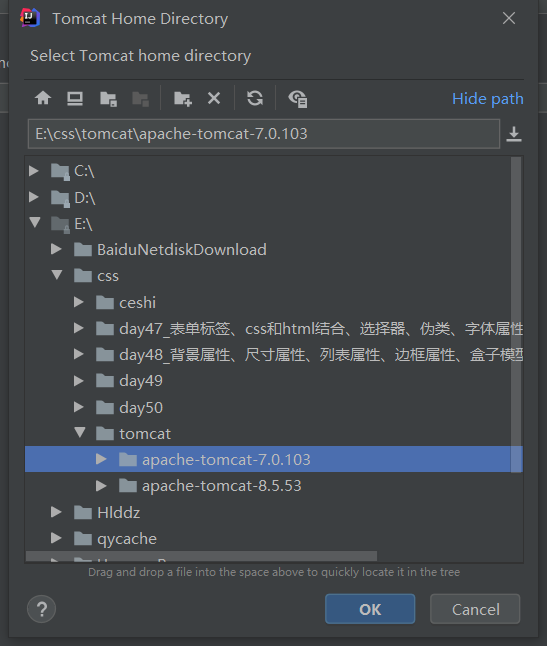 Tomcat Home Directory
Select Tomcat home directory
Hide path
E:\css\tomcat\apache-tomcat-7.0.103
C:\
D:\
E:\
BaiduNetdiskDownload
css
ceshi
day47_表单标签、css和html结合、选择器、伪类、字体属性
day48_背景属性、尺寸属性、列表属性、边框属性、盒子模型
day49
day50
tomcat
apache-tomcat-7.0.103
apache-tomcat-8.5.53
Hlddz
qycache
Drag and drop a file into the space above to quickly locate it in the tree
?
OK
Cancel